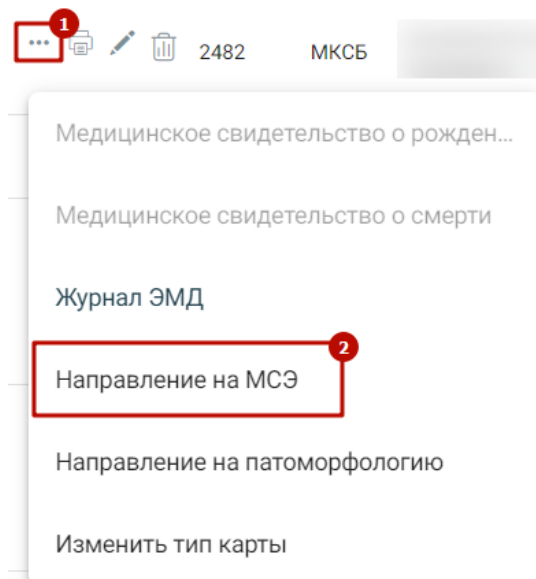 1
... 2482 МКСБ
Медицинское свидетельство о рожден...
Медицинское свидетельство о смерти
Журнал ЭМД
2
Направление на МСЭ
Направление на патоморфологию
Изменить тип карты